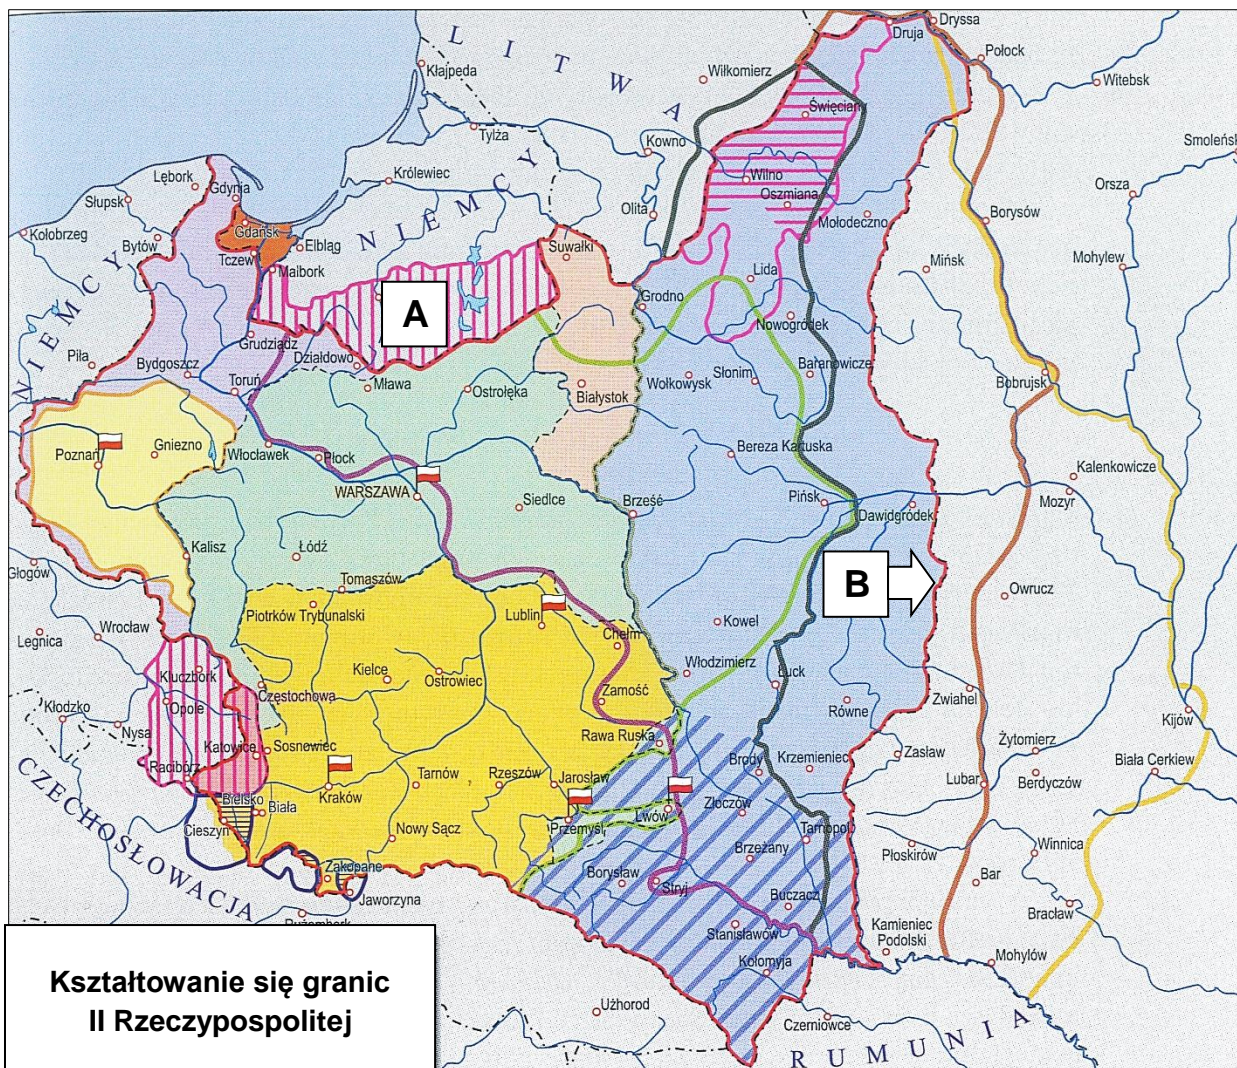 LITWA
NIEMCY
NIEMCY
CZECHOSŁOWACJA
RUMUNIA
Dryssa
Druja
Połock
Kłajpeda
Wiłkomierz
Witebsk
Święciany
Tylża
Kowno
Smoleńsk
Królewiec
Wilno
Lębork
Gdynia
Słupsk
Oszmiana
Orsza
Olita
Mołodeczno
Borysów
Kołobrzeg
Gdańsk
Bytów
Elbląg
Tczew
Suwałki
Malbork
Mińsk
Mohylew
Lida
A
Grodno
Nowogródek
Grudziądz
Piła
Działdowo
Bydgoszcz
Toruń
Mława
Ostrołęka
Białystok
Wołkowysk
Słonim
Baranowicze
Bobrujsk
Poznań
Gniezno
Włocławek
Płock
Bereza Kartuska
Kalenkowicze
WARSZAWA
Siedlce
Brześć
Pińsk
Mozyr
Dawidgródek
Kalisz
Łódź
Głogów
B
Tomaszów
Piotrków Trybunalski
Lublin
Owrucz
Legnica
Wrocław
Chełm
Kowel
Kielce
Ostrowiec
Włodzimierz
Łuck
Kluczbork
Częstochowa
Zamość
Zwiahel
Kłodzko
Opole
Nysa
Równe
Kijów
Rawa Ruska
Katowice
Sosnowiec
Brody
Krzemieniec
Zasław
Żytomierz
Biała Cerkiew
Racibórz
Tarnów
Rzeszów
Jarosław
Lubar
Berdyczów
Bielsko
Biała
Kraków
Lwów
Złoczów
Cieszyn
Nowy Sącz
Przemyśl
Tarnopol
Płoskirów
Winnica
Brzeżany
Zakopane
Borysław
Stryj
Bar
Jaworzyna
Buczacz
Bracław
Stanisławów
Kamieniec
Podolski
Mohylów
Kołomyja
Użhorod
Czerniowce
Kształtowanie się granic
II Rzeczypospolitej